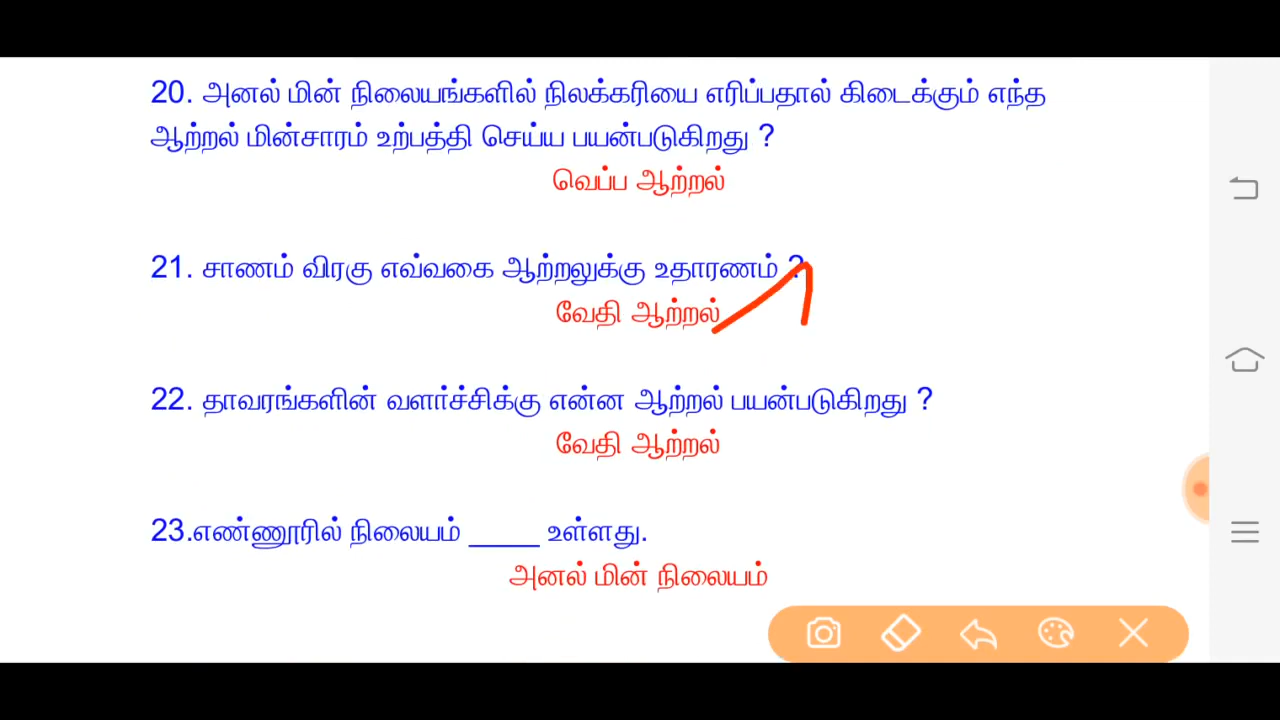 20. அனல் மின் நிலையங்களில் நிலக்கரியை எரிப்பதால் கிடைக்கும் எந்த
ஆற்றல் மின்சாரம் உற்பத்தி செய்ய பயன்படுகிறது ?
வெப்ப ஆற்றல்
21. சாணம் விரகு எவ்வகை ஆற்றலுக்கு உதாரணம் ?
வேதி ஆற்றல்
22. தாவரங்களின் வளர்ச்சிக்கு என்ன ஆற்றல் பயன்படுகிறது ?
வேதி ஆற்றல்
23.எண்ணூரில் நிலையம் ____ உள்ளது.
அனல் மின் நிலையம்